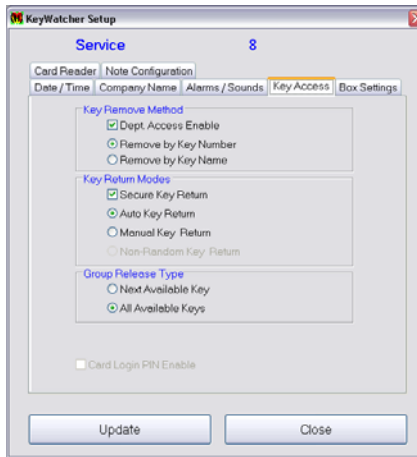 KeyWatcher Setup
Service 8
Card Reader Note Configuration
Date / Time Company Name Alarms / Sounds Key Access Box Settings
Key Remove Method
Dept. Access Enable
Remove by Key Number
Remove by Key Name
Key Return Modes
Secure Key Return
Auto Key Return
Manual Key Return
Non-Random Key Return
Group Release Type
Next Available Key
All Available Keys
Card Login PIN Enable
Update Close